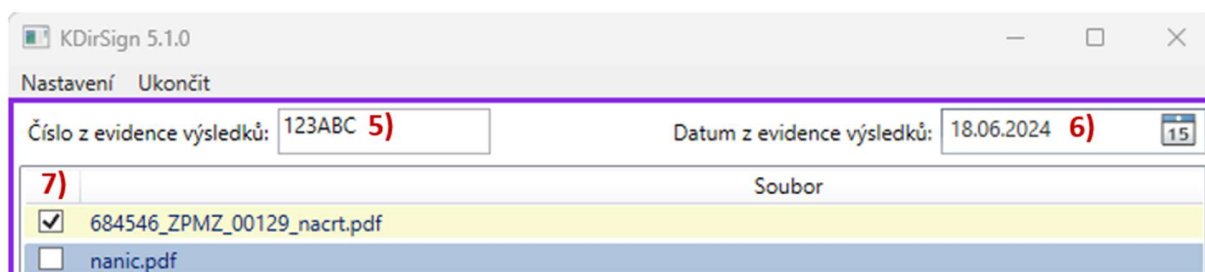 KDirSign 5.1.0
Nastavení Ukončit
Číslo z evidence výsledků: 123ABC 5) Datum z evidence výsledků: 18.06.2024 6) 15
7) Soubor
684546_ZPMZ_00129_nacrt.pdf
nanic.pdf